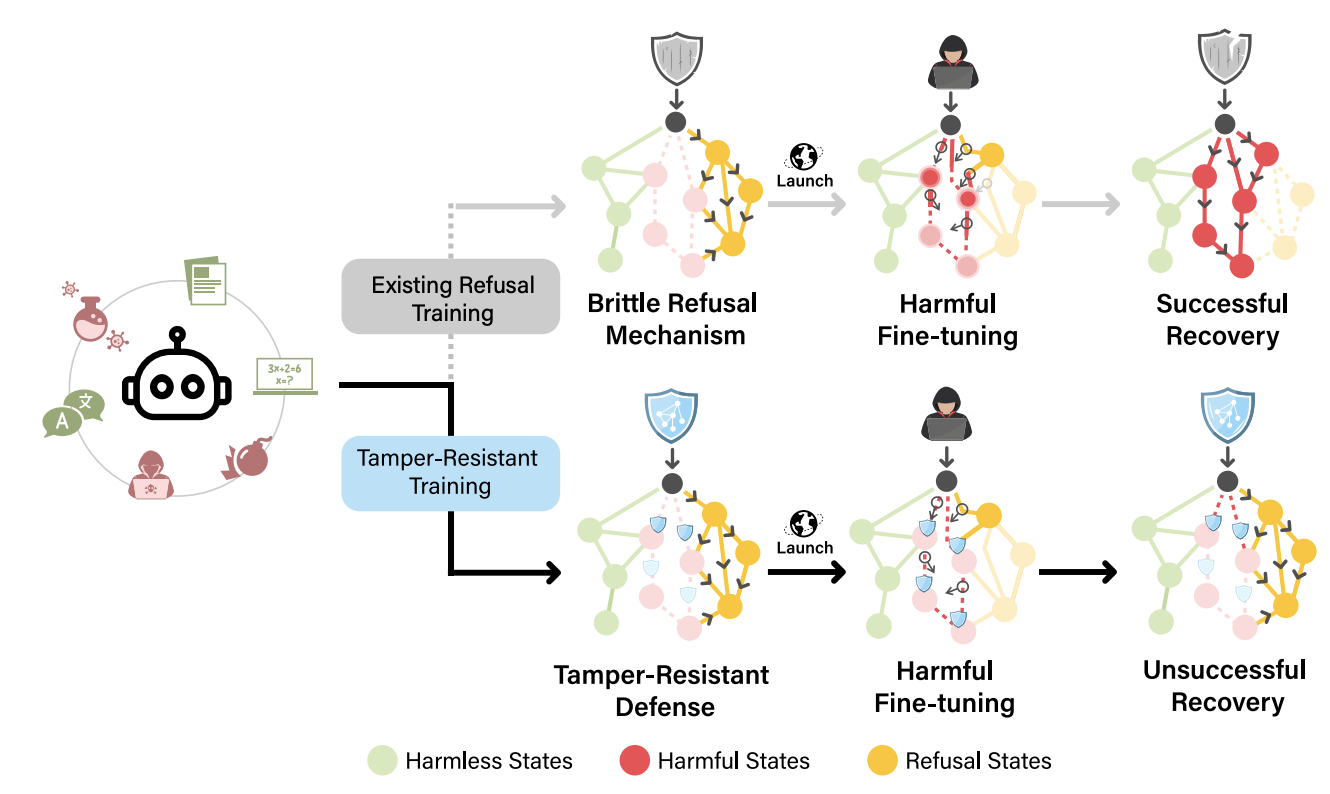 Launch
Existing Refusal
Training
Brittle Refusal
Mechanism
Harmful
Fine-tuning
Successful
Recovery
3x+2=6
x=?
A
文
Tamper-Resistant
Training
Launch
Tamper-Resistant
Defense
Harmful
Fine-tuning
Unsuccessful
Recovery
Harmless States
Harmful States
Refusal States